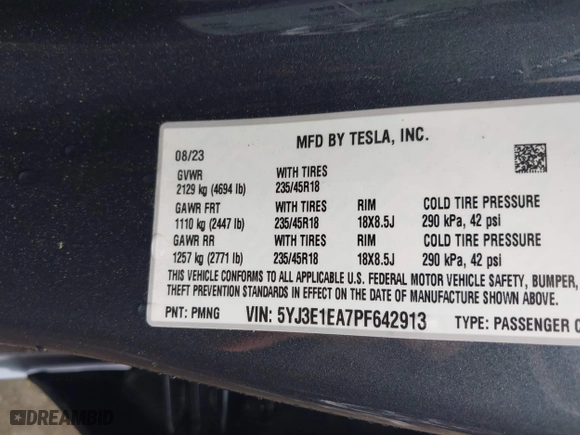 MFD BY TESLA, INC.
08/23
GVWR WITH TIRES
2129 kg (4694 lb) 235/45R18
GAWR FRT WITH TIRES RIM COLD TIRE PRESSURE
1110 kg (2447 lb) 235/45R18 18X8.5J 290 kPa, 42 psi
GAWR RR WITH TIRES RIM COLD TIRE PRESSURE
1257 kg (2771 lb) 235/45R18 18X8.5J 290 kPa, 42 psi
THIS VEHICLE CONFORMS TO ALL APPLICABLE U.S. FEDERAL MOTOR VEHICLE SAFETY, BUMPER,
THEFT PREVENTION STANDARDS IN EFFECT ON THE DATE OF MANUFACTURE SHOWN ABOVE.
PNT: PMNG VIN: 5YJ3E1EA7PF642913 TYPE: PASSENGER C
DREAMBID